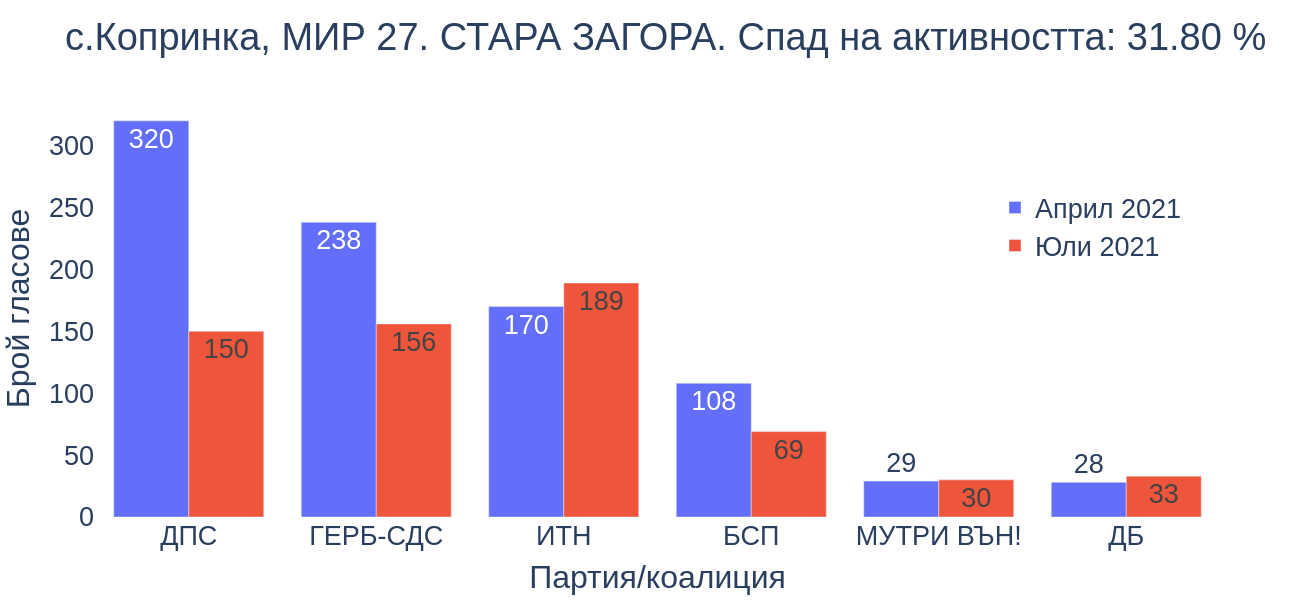 с.Копринка, МИР 27. СТАРА ЗАГОРА. Спад на активността: 31.80 %
Брой гласове
300
250
200
150
100
50
0
320
150
238
156
170
189
108
69
29
30
28
33
Април 2021
Юли 2021
ДПС
ГЕРБ-СДС
ИТН
БСП
МУТРИ ВЪН!
ДБ
Партия/коалиция